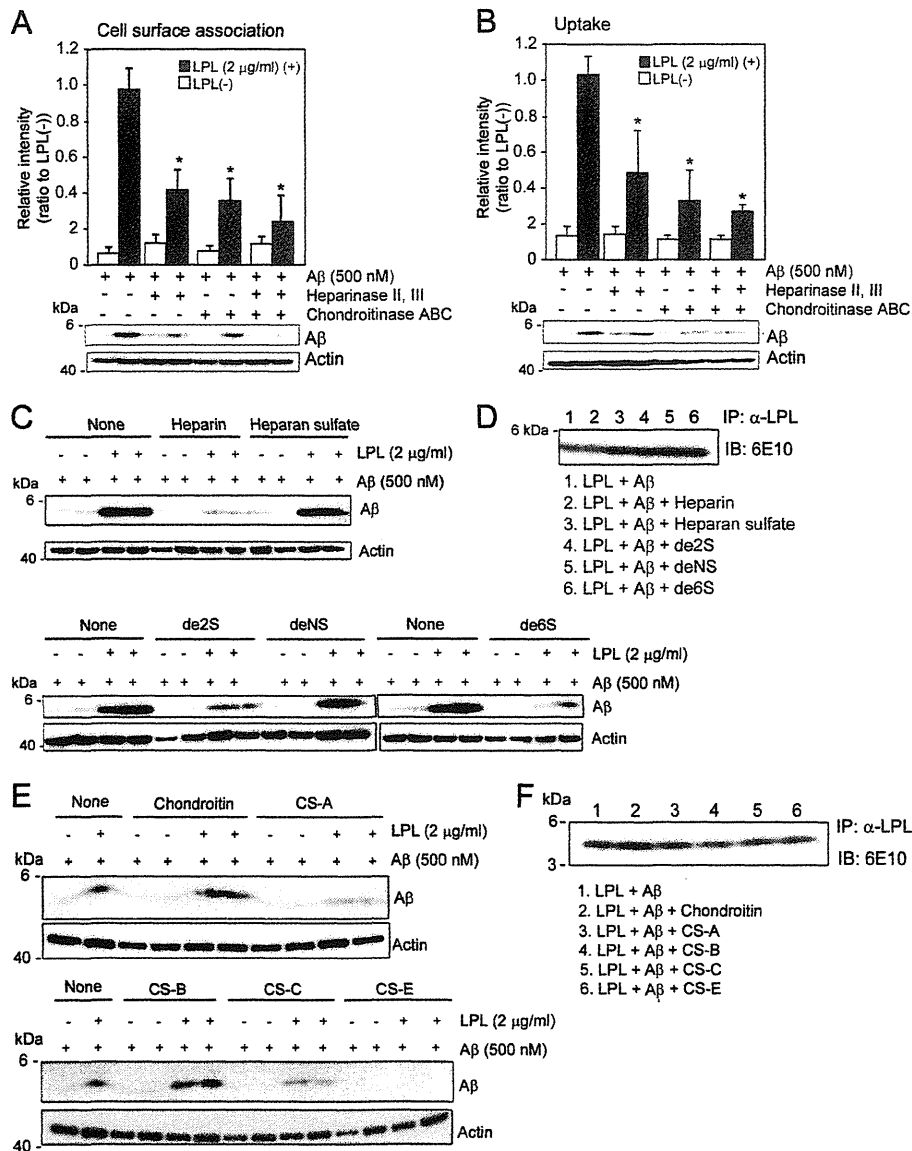 A Cell surface association
1.2
1.0
0.8
0.6
0.4
2
0
Relative intensity
(ratio to LPL(-))
LPL (2 μg/ml) (+)
LPL(-)
*
*
*
+ + + + + + + + Aβ (500 nM)
- - + + - - + + Heparinase II, III
- - - - + + + + Chondroitinase ABC
kDa
6 -
Aβ
40 -
Actin
B Uptake
1.2
1.0
0.8
0.6
0.4
2
0
Relative intensity
(ratio to LPL(-))
LPL (2 μg/ml) (+)
LPL(-)
*
*
*
+ + + + + + + + Aβ (500 nM)
- - + + - - + + Heparinase II, III
- - - - + + + + Chondroitinase ABC
kDa
6 -
Aβ
40 -
Actin
C
None Heparin Heparan sulfate
- - + + - - + + - - + + LPL (2 μg/ml)
+ + + + + + + + + + + + Aβ (500 nM)
kDa
6 -
Aβ
40 -
Actin
None de2S deNS None de6S
- - + + - - + + - - + + - - + + - - + + LPL (2 μg/ml)
+ + + + + + + + + + + + + + + + + + + + Aβ (500 nM)
kDa
6 -
Aβ
40 -
Actin
D
1 2 3 4 5 6 IP: α-LPL
6 kDa -
IB: 6E10
1. LPL + Aβ
2. LPL + Aβ + Heparin
3. LPL + Aβ + Heparan sulfate
4. LPL + Aβ + de2S
5. LPL + Aβ + deNS
6. LPL + Aβ + de6S
E
None Chondroitin CS-A
- + - - + + - - + + LPL (2 μg/ml)
+ + + + + + + + + + Aβ (500 nM)
kDa
6 -
Aβ
40 -
Actin
None CS-B CS-C CS-E
- + - - + + - - + + - - + + LPL (2 μg/ml)
+ + + + + + + + + + + + + + Aβ (500 nM)
kDa
6 -
Aβ
40 -
Actin
F
kDa
1 2 3 4 5 6
6 -
IP: α-LPL
3 -
IB: 6E10
1. LPL + Aβ
2. LPL + Aβ + Chondroitin
3. LPL + Aβ + CS-A
4. LPL + Aβ + CS-B
5. LPL + Aβ + CS-C
6. LPL + Aβ + CS-E